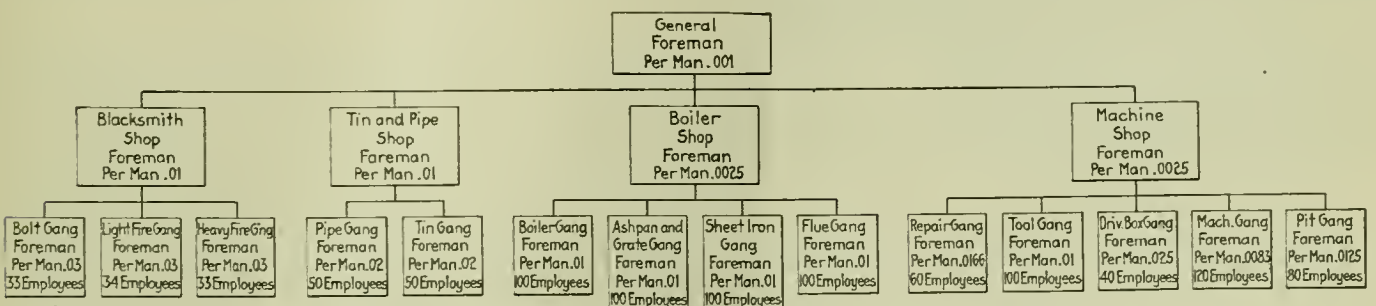 General
Foreman
Per Man .001
Blacksmith
Shop
Foreman
Per Man .01
Tin and Pipe
Shop
Foreman
Per Man .01
Boiler
Shop
Foreman
Per Man .0025
Machine
Shop
Foreman
Per Man .0025
Bolt Gang
Foreman
Per Man .03
33 Employees
Light Fire Gang
Foreman
Per Man .03
34 Employees
Heavy Fire Gng
Foreman
Per Man .03
33 Employees
Pipe Gang
Foreman
Per Man .02
50 Employees
Tin Gang
Foreman
Per Man .02
50 Employees
Boiler Gang
Foreman
Per Man .01
100 Employees
Ashpan and
Grate Gang
Foreman
Per Man .01
100 Employees
Sheet Iron
Gang
Foreman
Per Man .01
100 Employees
Flue Gang
Foreman
Per Man .01
100 Employees
Repair Gang
Foreman
Per Man .0166
60 Employees
Tool Gang
Foreman
Per Man .01
100 Employees
Driv. Box Gang
Foreman
Per Man .025
40 Employees
Mach. Gang
Foreman
Per Man .0083
120 Employees
Pit Gang
Foreman
Per Man .0125
80 Employees